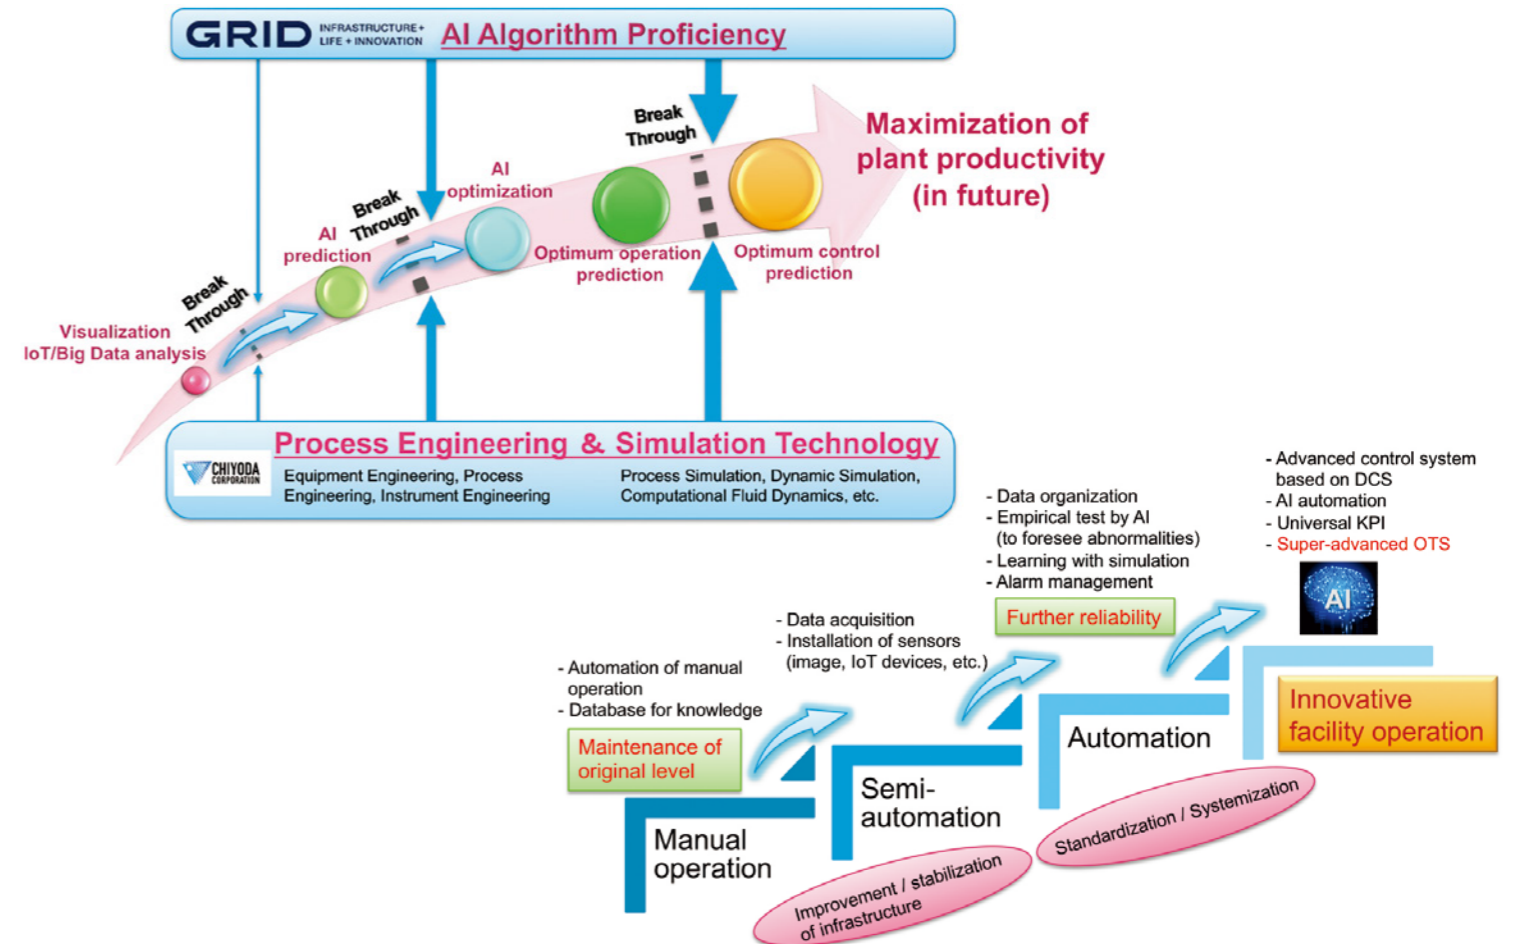 GRID
INFRASTRUCTURE+
LIFE + INNOVATION
AI Algorithm Proficiency
Break
Through
Maximization of
plant productivity
(in future)
AI
optimization
Break
Through
AI
prediction
Optimum operation
prediction
Optimum control
prediction
Break
Through
Visualization
IoT/Big Data analysis
CHIYODA
CORPORATION
Process Engineering & Simulation Technology
Equipment Engineering, Process
Engineering, Instrument Engineering
Process Simulation, Dynamic Simulation,
Computational Fluid Dynamics, etc.
- Advanced control system
based on DCS
- AI automation
- Universal KPI
- Super-advanced OTS
AI
- Data organization
- Empirical test by AI
(to foresee abnormalities)
- Learning with simulation
- Alarm management
Further reliability
- Data acquisition
- Installation of sensors
(image, IoT devices, etc.)
- Automation of manual
operation
- Database for knowledge
Maintenance of
original level
Innovative
facility operation
Automation
Semi-
automation
Manual
operation
Standardization / Systemization
Improvement / stabilization
of infrastructure